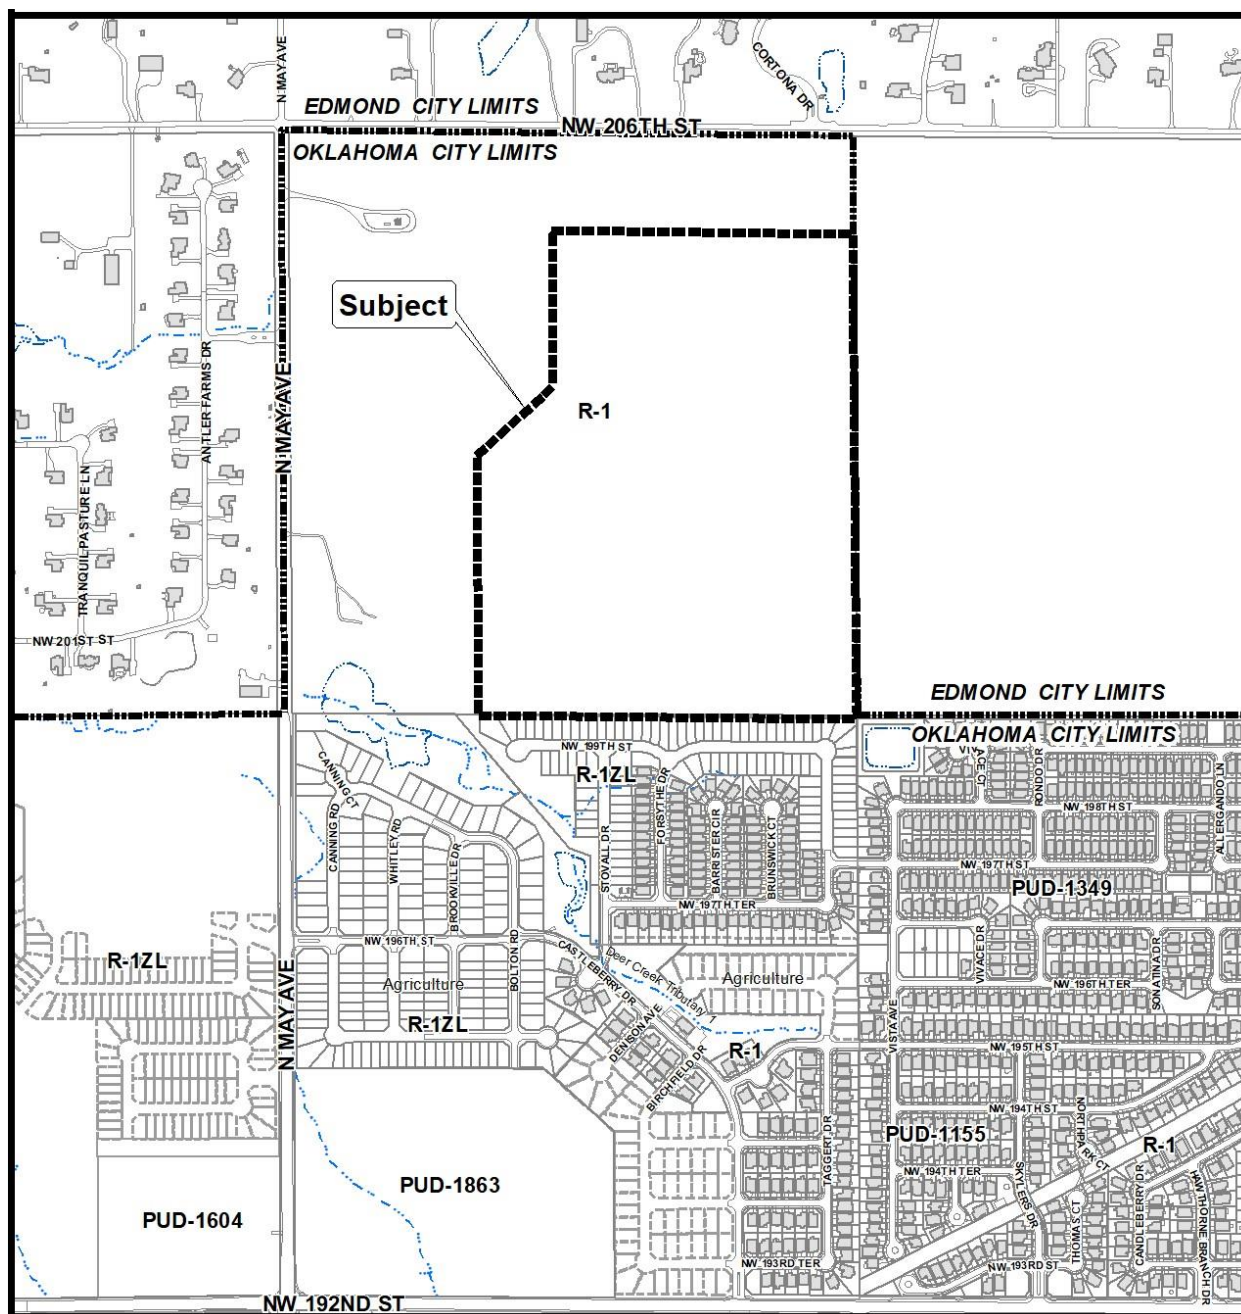 N MAY AVE
CORTONA DR
EDMOND CITY LIMITS
NW 206TH ST
OKLAHOMA CITY LIMITS
Subject
R-1
N MAY AVE
ANTLER FARMS DR
TRANQUIL PASTURE LN
NW 201ST ST
EDMOND CITY LIMITS
OKLAHOMA CITY LIMITS
NW 199TH ST
R-1ZL
VIVACE CT
RONDO DR
ALLERGANDO LN
CANNING CT
FORSYTHE DR
NW 198TH ST
CANNING RD
WHITLEY RD
BROOKVILLE DR
STOVALL DR
BARRISTER CIR
BRUNSWICK CT
NW 197TH ST
PUD-1349
NW 197TH TER
NW 196TH ST
BOLTON RD
CASTLEBERRY DR
Deer Creek Tributary 1
VIVACE DR
SONATINA DR
R-1ZL
N MAY AVE
Agriculture
Agriculture
NW 196TH TER
R-1ZL
DENISON AVE
VISTA AVE
R-1
NW 195TH ST
BIRCHFIELD DR
NW 194TH ST
NORTHPARK CT
TAGGERT DR
PUD-1155
R-1
NW 194TH TER
PUD-1863
SKYLERS DR
THOMAS CT
CANDLEBERRY DR
HAWTHORNE BRANCH DR
PUD-1604
NW 193RD TER
NW 193RD ST
NW 192ND ST